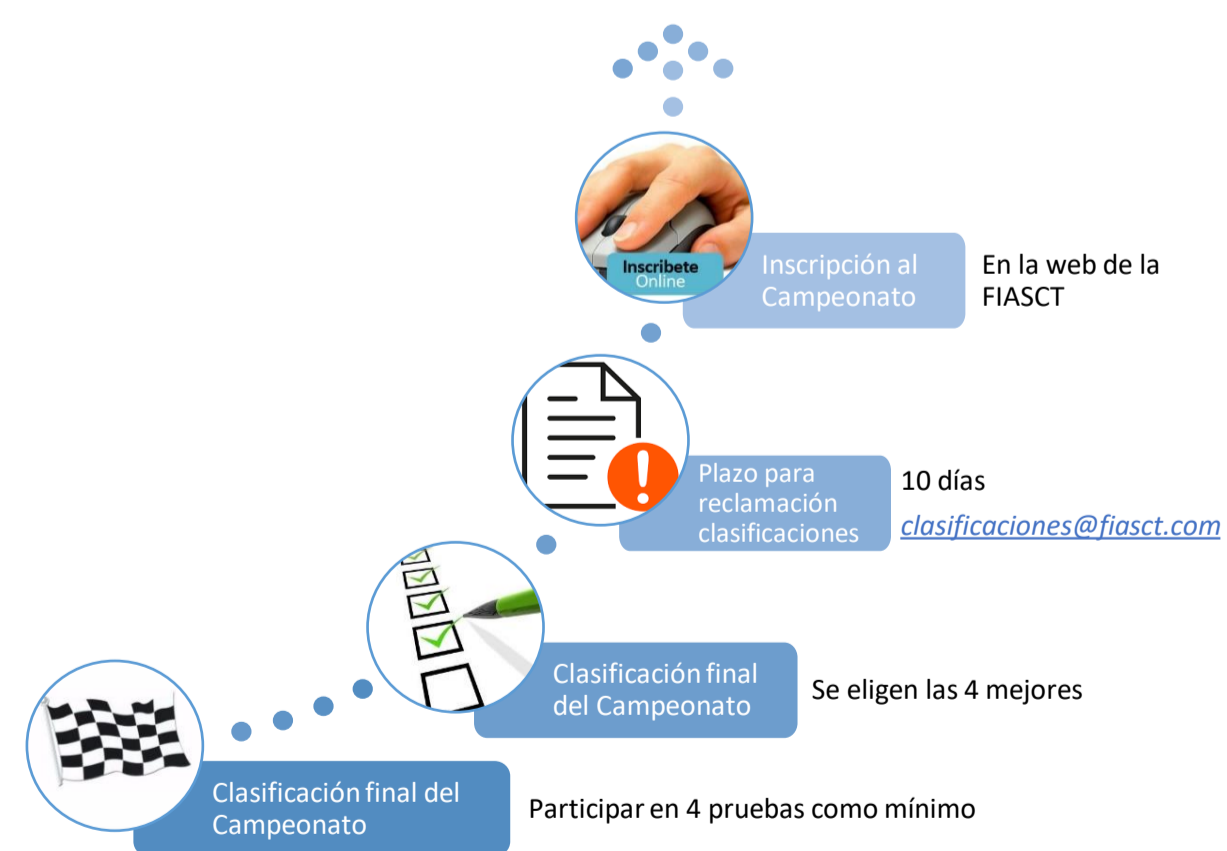 Inscribete
Online
Inscripción al
Campeonato
En la web de la
FIASCT
Plazo para
reclamación
clasificaciones
10 días
clasificaciones@fiasct.com
Clasificación final
del Campeonato
Se eligen las 4 mejores
Clasificación final del
Campeonato
Participar en 4 pruebas como mínimo